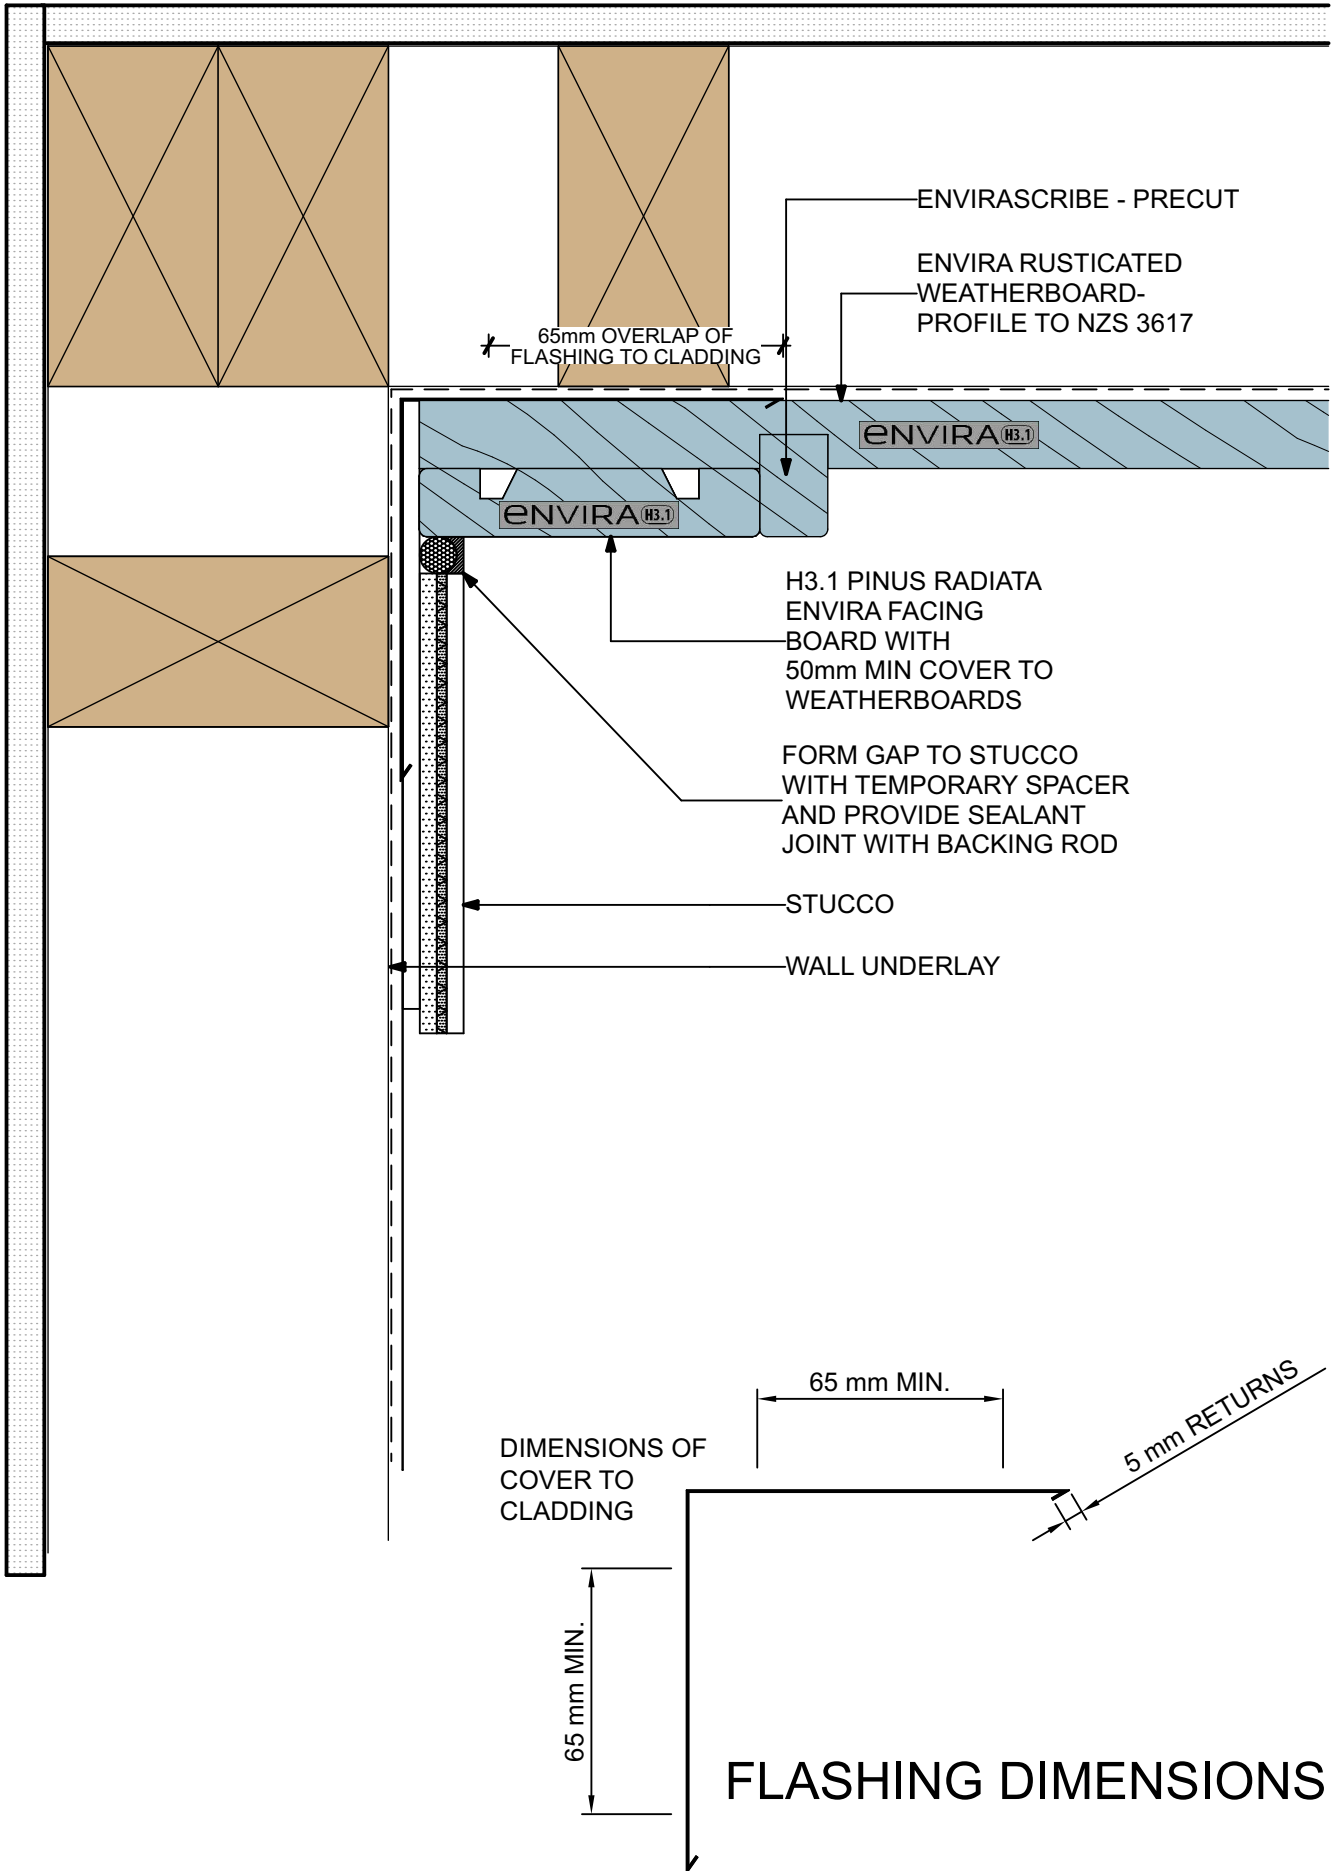 ENVIRASCRIBE - PRECUT
ENVIRA RUSTICATED
WEATHERBOARD-
PROFILE TO NZS 3617
65mm OVERLAP OF
FLASHING TO CLADDING
eNVIRA H3.1
eNVIRA H3.1
H3.1 PINUS RADIATA
ENVIRA FACING
BOARD WITH
50mm MIN COVER TO
WEATHERBOARDS
FORM GAP TO STUCCO
WITH TEMPORARY SPACER
AND PROVIDE SEALANT
JOINT WITH BACKING ROD
STUCCO
WALL UNDERLAY
65 mm MIN.
5 mm RETURNS
DIMENSIONS OF
COVER TO
CLADDING
65 mm MIN.
FLASHING DIMENSIONS